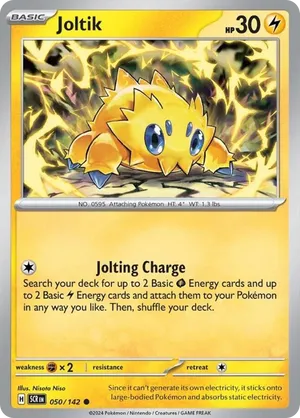 BASIC
Joltik
HP 30
NO. 0595 Attaching Pokémon HT: 4" WT: 1.3 lbs.
Jolting Charge
Search your deck for up to 2 Basic Energy cards and up
to 2 Basic Energy cards and attach them to your Pokémon
in any way you like. Then, shuffle your deck.
weakness ×2 resistance retreat
Illus. Nisota Niso
H SCR EN 050/142
Since it can't generate its own electricity, it sticks onto
large-bodied Pokémon and absorbs static electricity.
©2024 Pokémon / Nintendo / Creatures / GAME FREAK